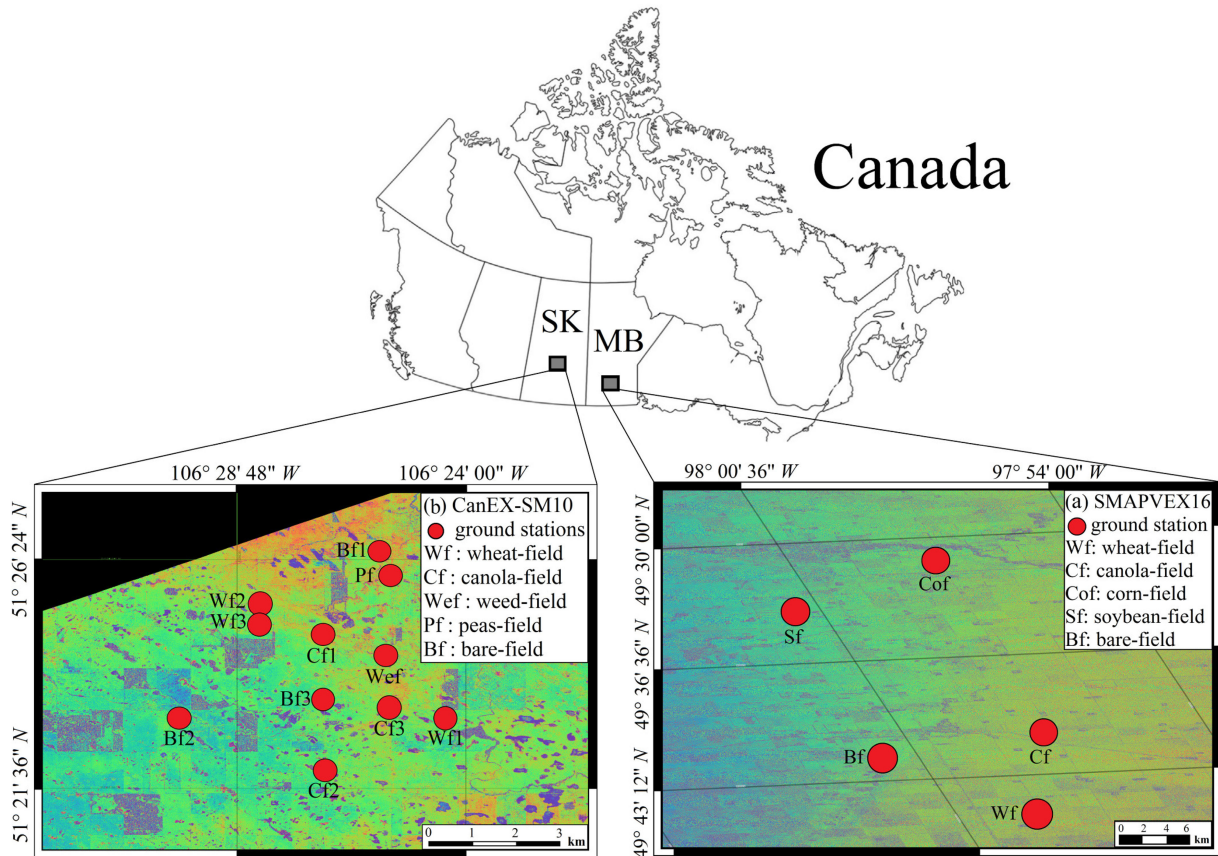 Canada
SK
MB
106° 28' 48" W
106° 24' 00" W
51° 26' 24" N
51° 21' 36" N
(b) CanEX-SM10
ground stations
Wf : wheat-field
Cf : canola-field
Wef : weed-field
Pf : peas-field
Bf : bare-field
Bf1
Pf
Wf2
Wf3
Cf1
Wef
Bf3
Cf3
Bf2
Wf1
Cf2
0 1 2 3
km
98° 00' 36" W
97° 54' 00" W
49° 30' 00" N
49° 36' 36" N
49° 43' 12" N
(a) SMAPVEX16
ground station
Wf: wheat-field
Cf: canola-field
Cof: corn-field
Sf: soybean-field
Bf: bare-field
Cof
Sf
Cf
Bf
Wf
0 2 4 6
km